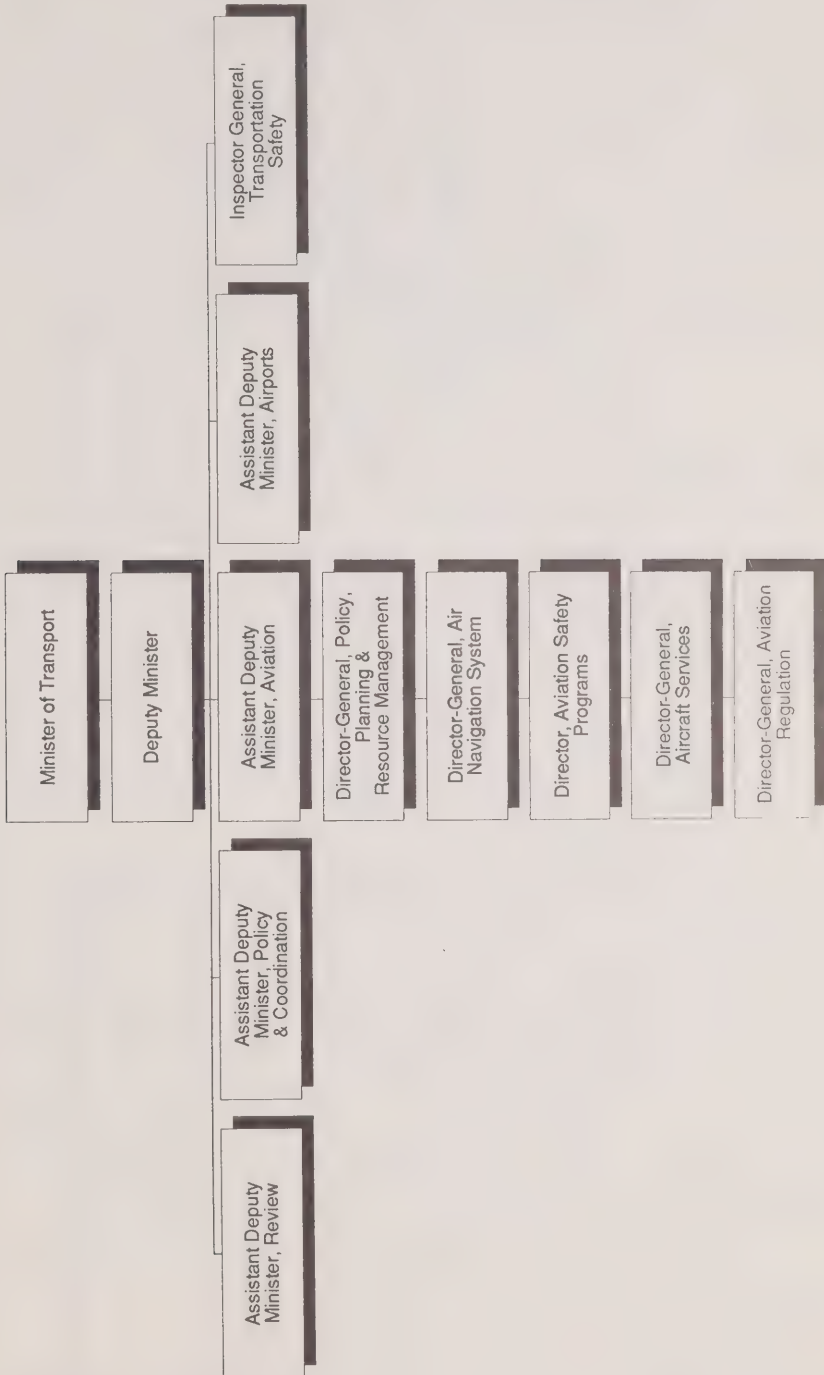 Minister of Transport
Deputy Minister
Assistant Deputy
Minister, Review
Assistant Deputy
Minister, Policy
& Coordination
Assistant Deputy
Minister, Aviation
Assistant Deputy
Minister, Airports
Inspector General,
Transportation
Safety
Director-General, Policy,
Planning &
Resource Management
Director-General, Air
Navigation System
Director, Aviation Safety
Programs
Director-General,
Aircraft Services
Director-General, Aviation
Regulation